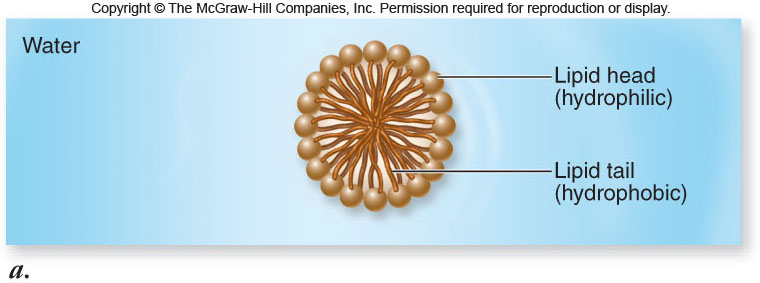 Copyright © The McGraw-Hill Companies, Inc. Permission required for reproduction or display.
Water
Lipid head
(hydrophilic)
Lipid tail
(hydrophobic)
a.